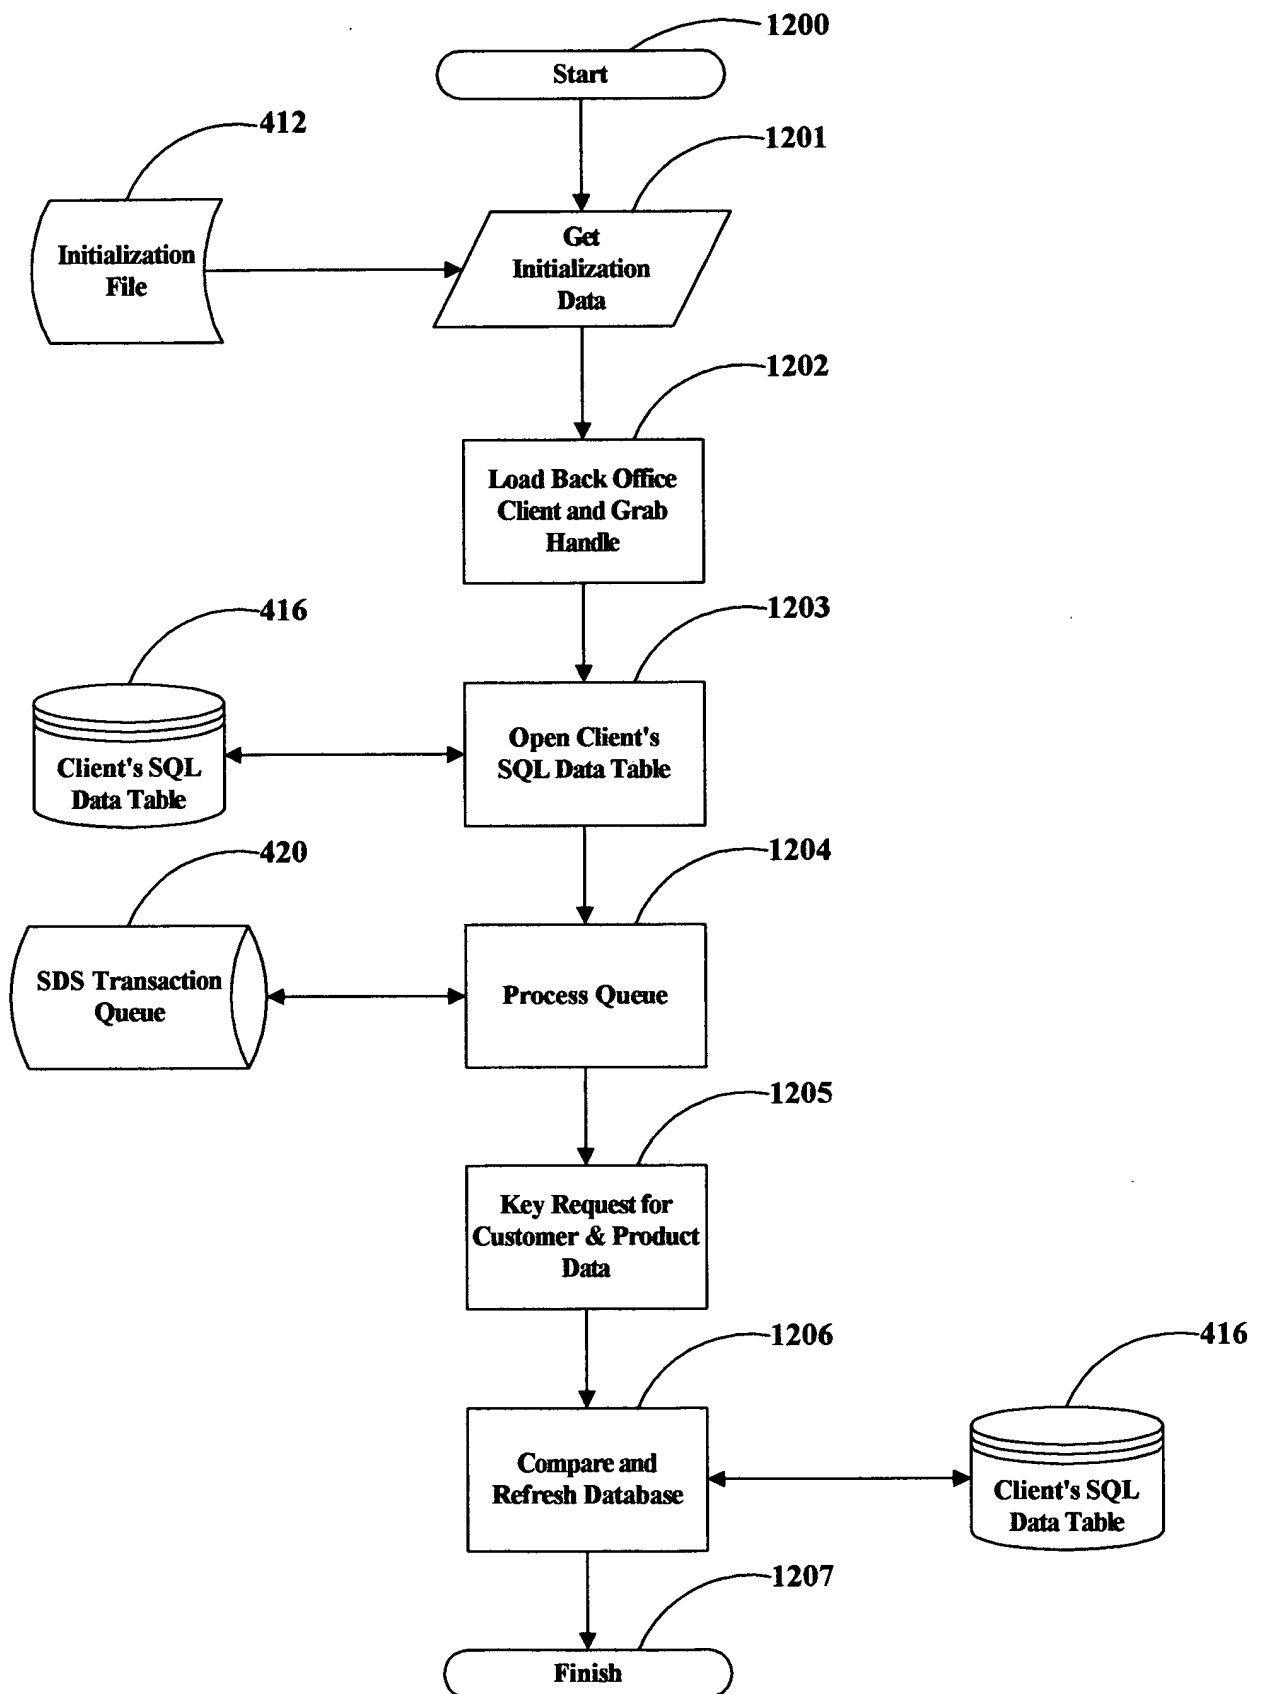 1200
Start
412
1201
Initialization
File
Get
Initialization
Data
1202
Load Back Office
Client and Grab
Handle
416
1203
Client's SQL
Data Table
Open Client's
SQL Data Table
420
1204
SDS Transaction
Queue
Process Queue
1205
Key Request for
Customer & Product
Data
1206
416
Compare and
Refresh Database
Client's SQL
Data Table
1207
Finish